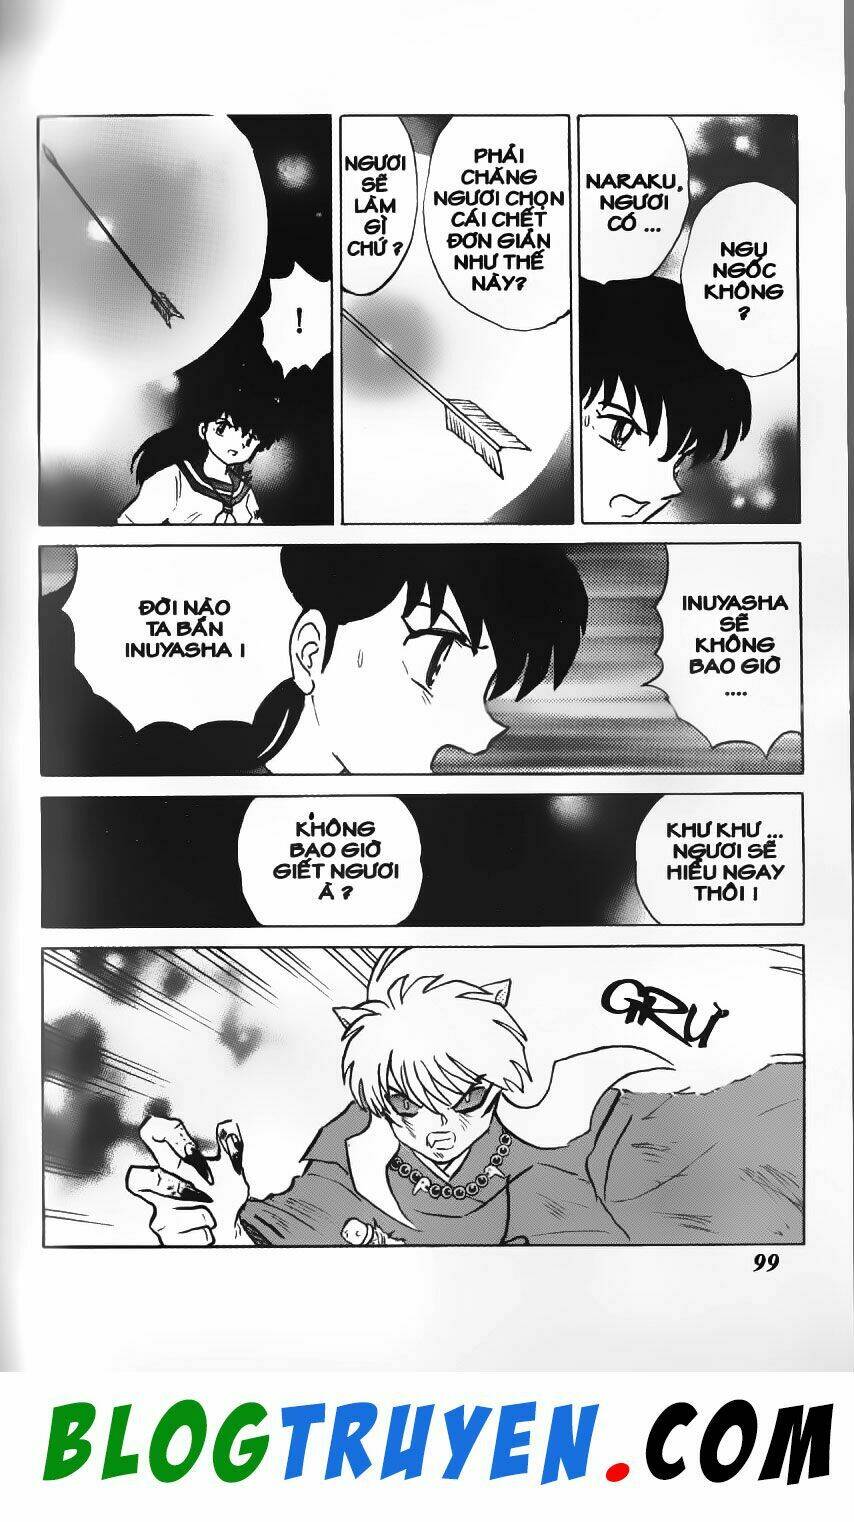 NARAKU,
NGƯƠI
CÓ ...
NGU
NGỐC
KHÔNG
?
PHẢI
CHĂNG
NGƯƠI CHỌN
CÁI CHẾT
ĐƠN GIẢN
NHƯ THẾ
NÀY?
NGƯƠI
SẼ
LÀM
GÌ
CHỨ ?
!
INUYASHA
SẼ
KHÔNG
BAO GIỜ
....
ĐỜI NÀO
TA BẮN
INUYASHA !
KHƯ KHƯ ...
NGƯƠI SẼ
HIỂU NGAY
THÔI !
KHÔNG
BAO GIỜ
GIẾT NGƯƠI
À ?
GRỪ
99
BLOGTRUYEN.COM